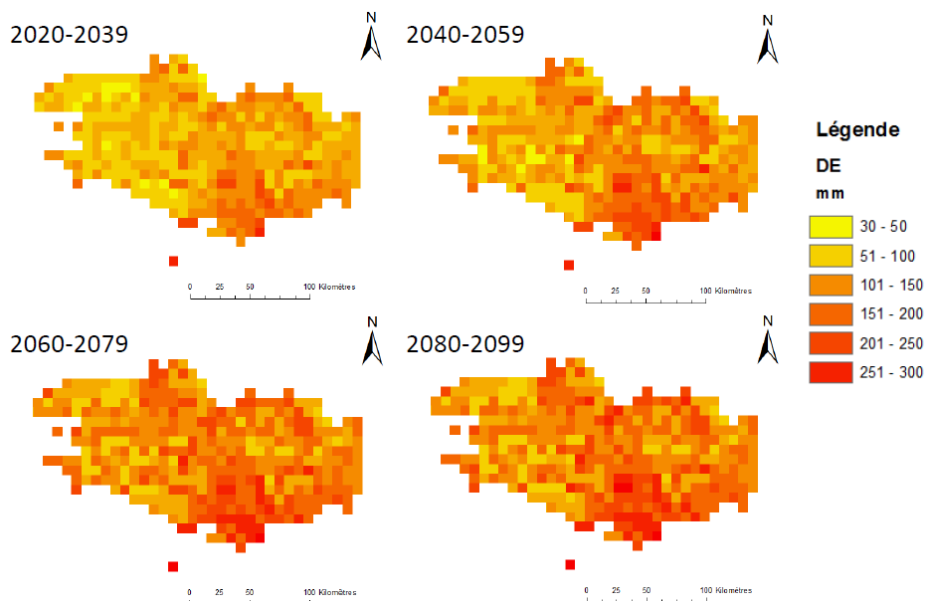 2020-2039
N
2040-2059
N
0 25 50 100 Kilomètres
0 25 50 100 Kilomètres
Légende
DE
mm
30 - 50
51 - 100
101 - 150
151 - 200
201 - 250
251 - 300
2060-2079
N
2080-2099
N
0 25 50 100 Kilomètres
0 25 50 100 Kilomètres